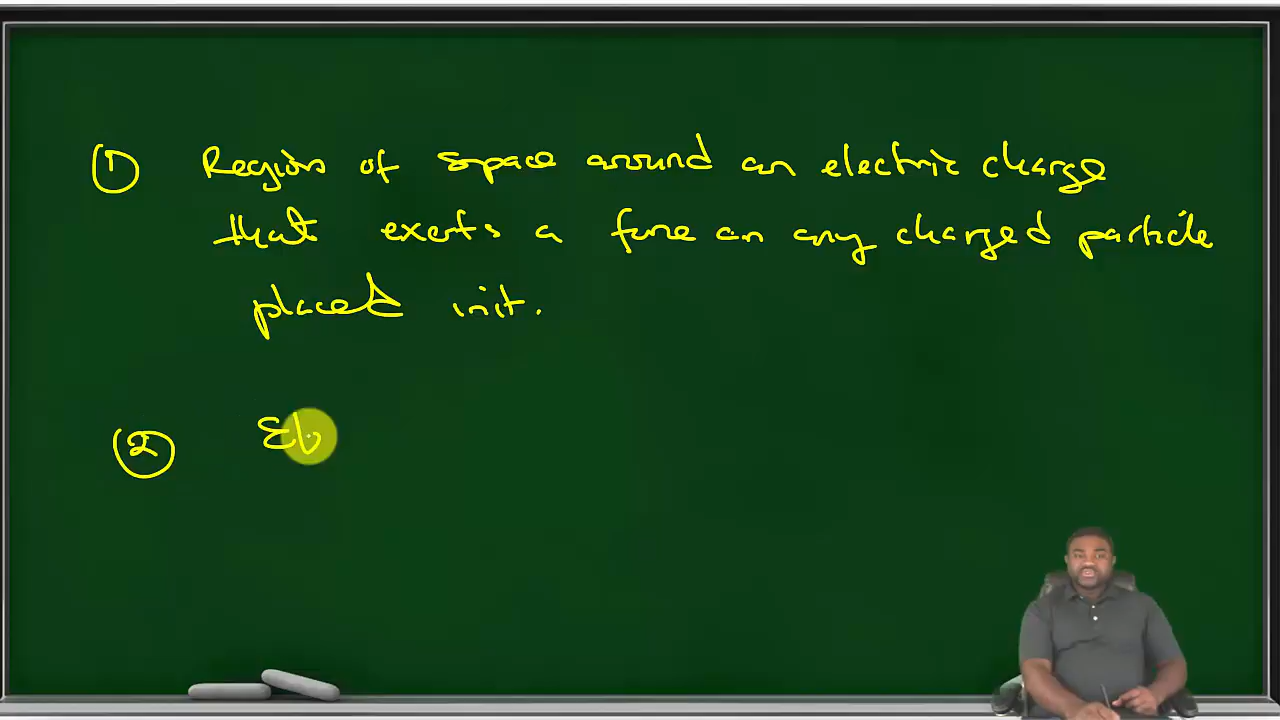 ① Region of space around an electric charge
that exerts a force on any charged particle
placed in it.
② El